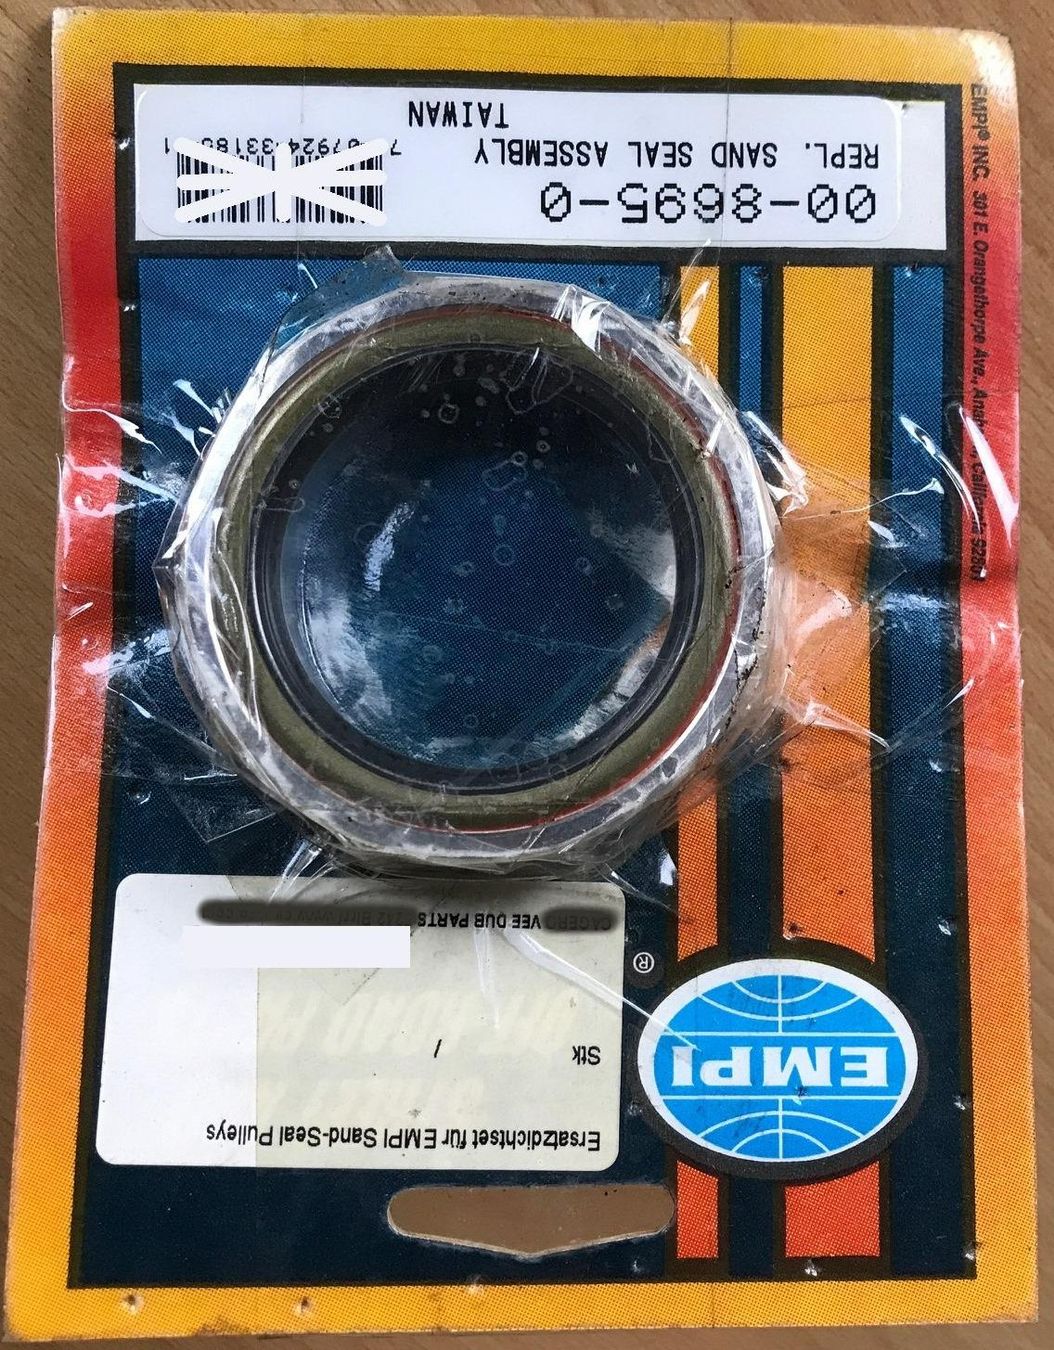 Ersatzdichtset für EMPI Sand-Seal Pulleys
Stk /
EMPI
®
VEE DUB PARTS
00-8695-0
REPL. SAND SEAL ASSEMBLY
TAIWAN
EMPI® INC. 301 E. Orangethorpe Ave., California